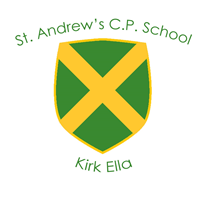 St. Andrew's C.P. School
Kirk Ella